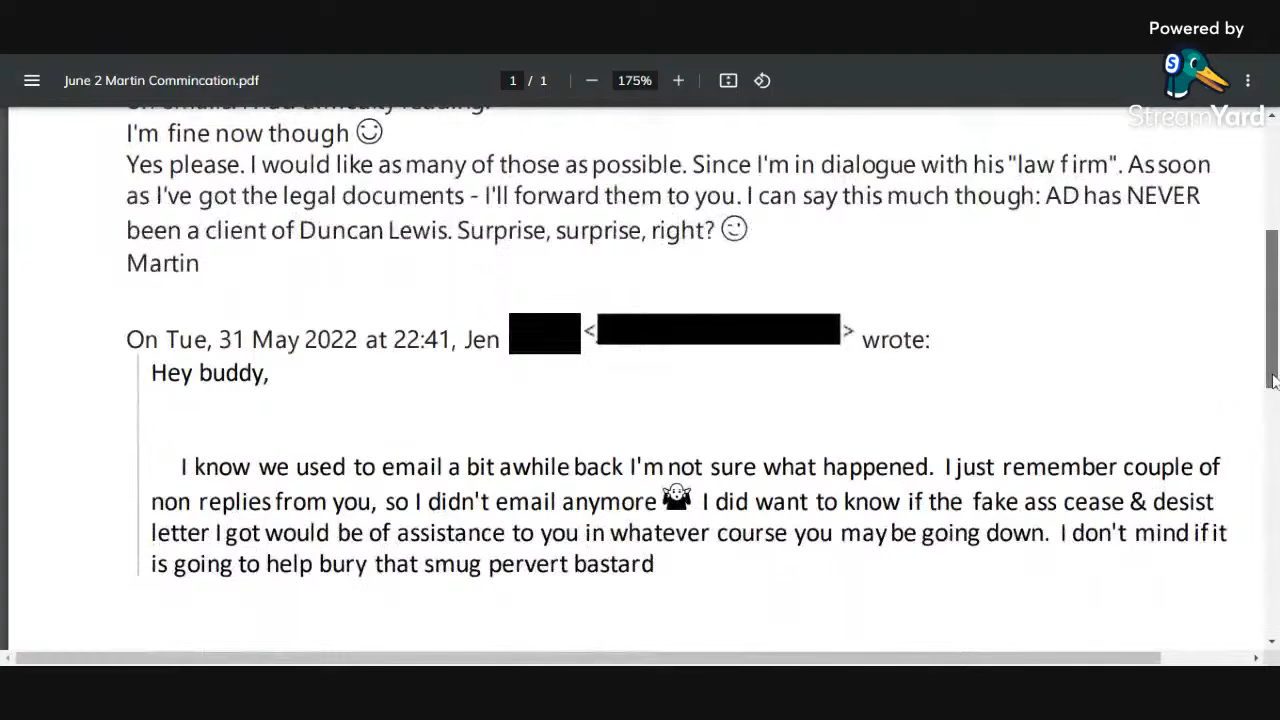 Powered by
StreamYard
June 2 Martin Commincation.pdf
1 / 1
175%
I'm fine now though
Yes please. I would like as many of those as possible. Since I'm in dialogue with his "law firm". As soon
as I've got the legal documents - I'll forward them to you. I can say this much though: AD has NEVER
been a client of Duncan Lewis. Surprise, surprise, right?
Martin
On Tue, 31 May 2022 at 22:41, Jen < > wrote:
Hey buddy,
I know we used to email a bit awhile back I'm not sure what happened. I just remember couple of
non replies from you, so I didn't email anymore I did want to know if the fake ass cease & desist
letter I got would be of assistance to you in whatever course you may be going down. I don't mind if it
is going to help bury that smug pervert bastard